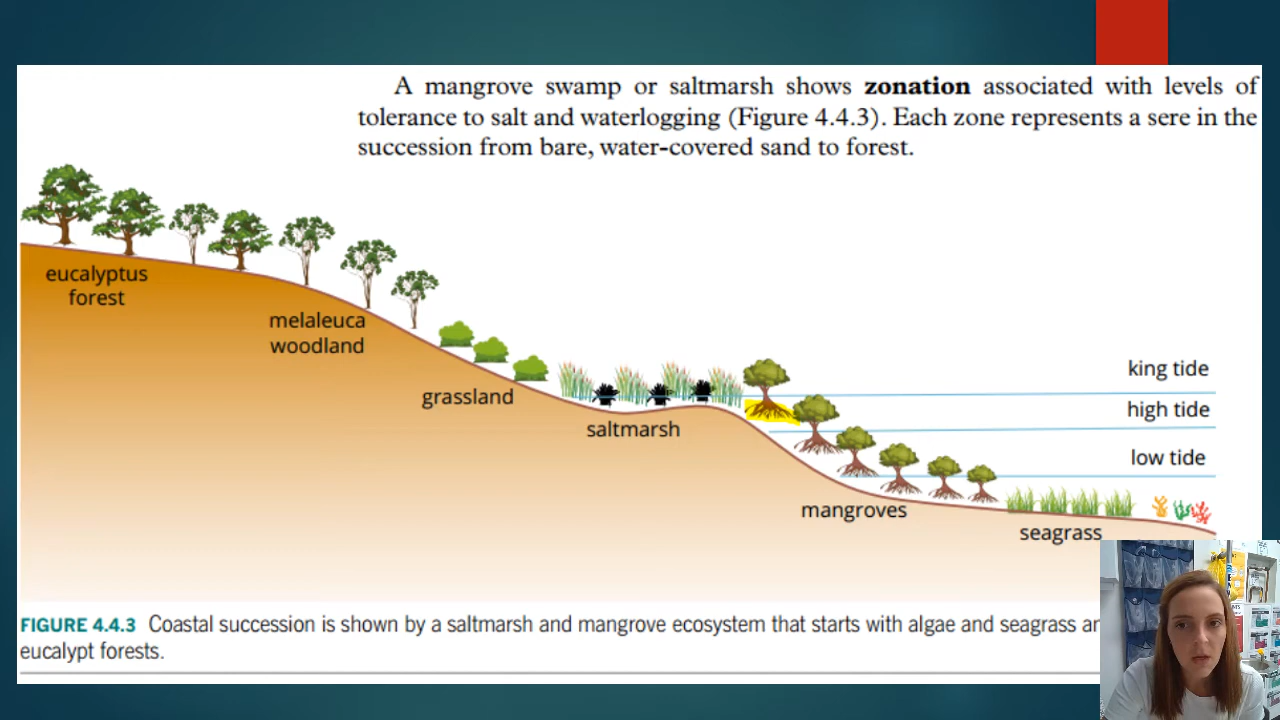 A mangrove swamp or saltmarsh shows zonation associated with levels of
tolerance to salt and waterlogging (Figure 4.4.3). Each zone represents a sere in the
succession from bare, water-covered sand to forest.
eucalyptus
forest
melaleuca
woodland
grassland
saltmarsh
king tide
high tide
low tide
mangroves
seagrass
FIGURE 4.4.3 Coastal succession is shown by a saltmarsh and mangrove ecosystem that starts with algae and seagrass
eucalypt forests.